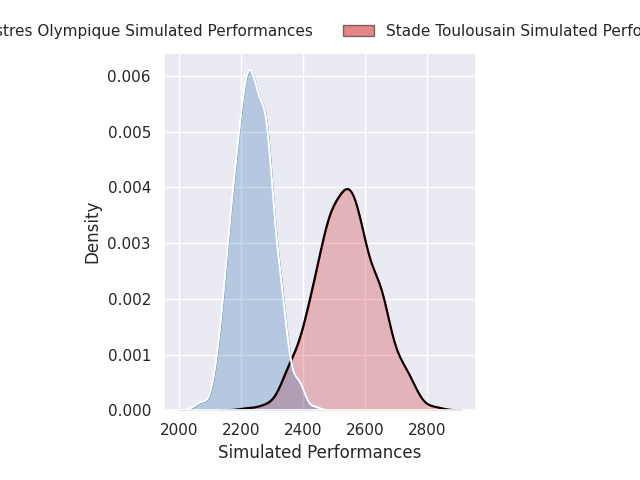 stres Olympique Simulated Performances Stade Toulousain Simulated Perfo
0.006
0.005
0.004
0.003
0.002
0.001
0.000
Density
2000 2200 2400 2600 2800
Simulated Performances